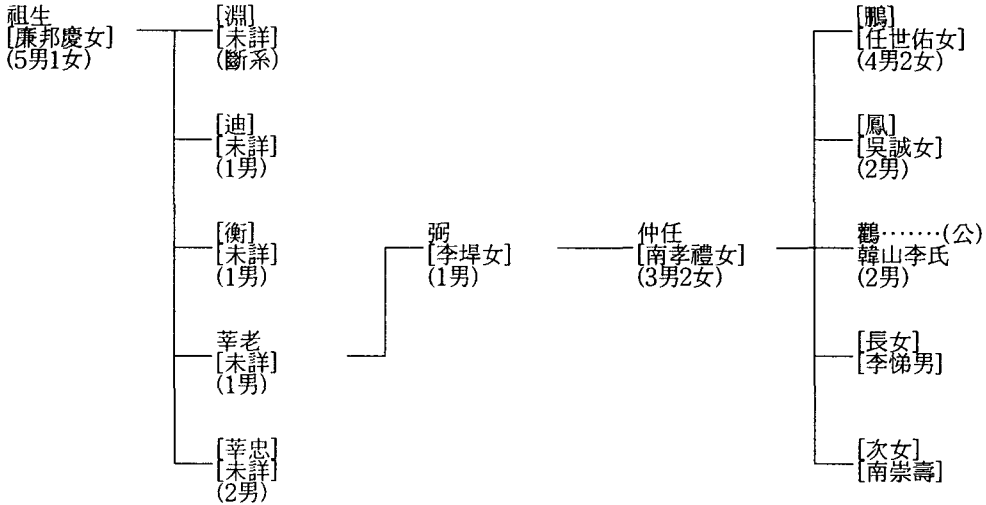 祖生
[廉邦慶女]
(5男1女)
[淵]
[未詳]
(斷系)
[迪]
[未詳]
(1男)
[衡]
[未詳]
(1男)
莘老
[未詳]
(1男)
[莘忠]
[未詳]
(2男)
弼
[李垾女]
(1男)
仲任
[南孝禮女]
(3男2女)
[鵬]
[任世佑女]
(4男2女)
[鳳]
[吳誠女]
(2男)
鸛·······(公)
韓山李氏
(2男)
[長女]
[李悌男]
[次女]
[南崇壽]